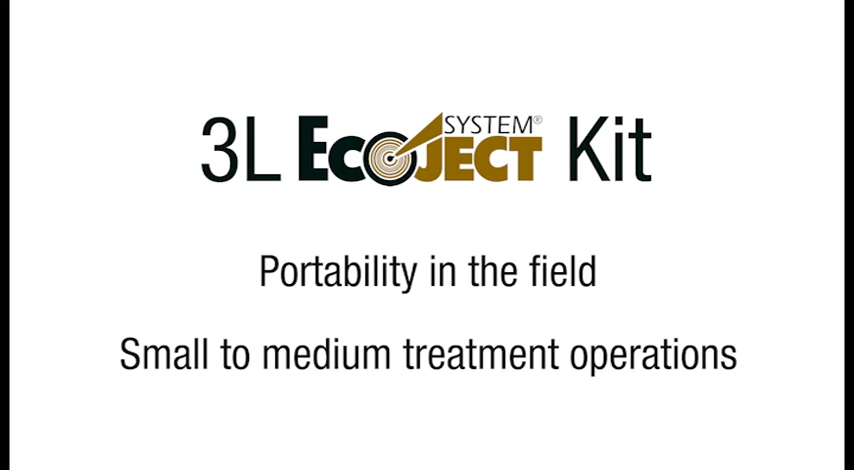 3L ECOJECT SYSTEM® Kit
Portability in the field
Small to medium treatment operations